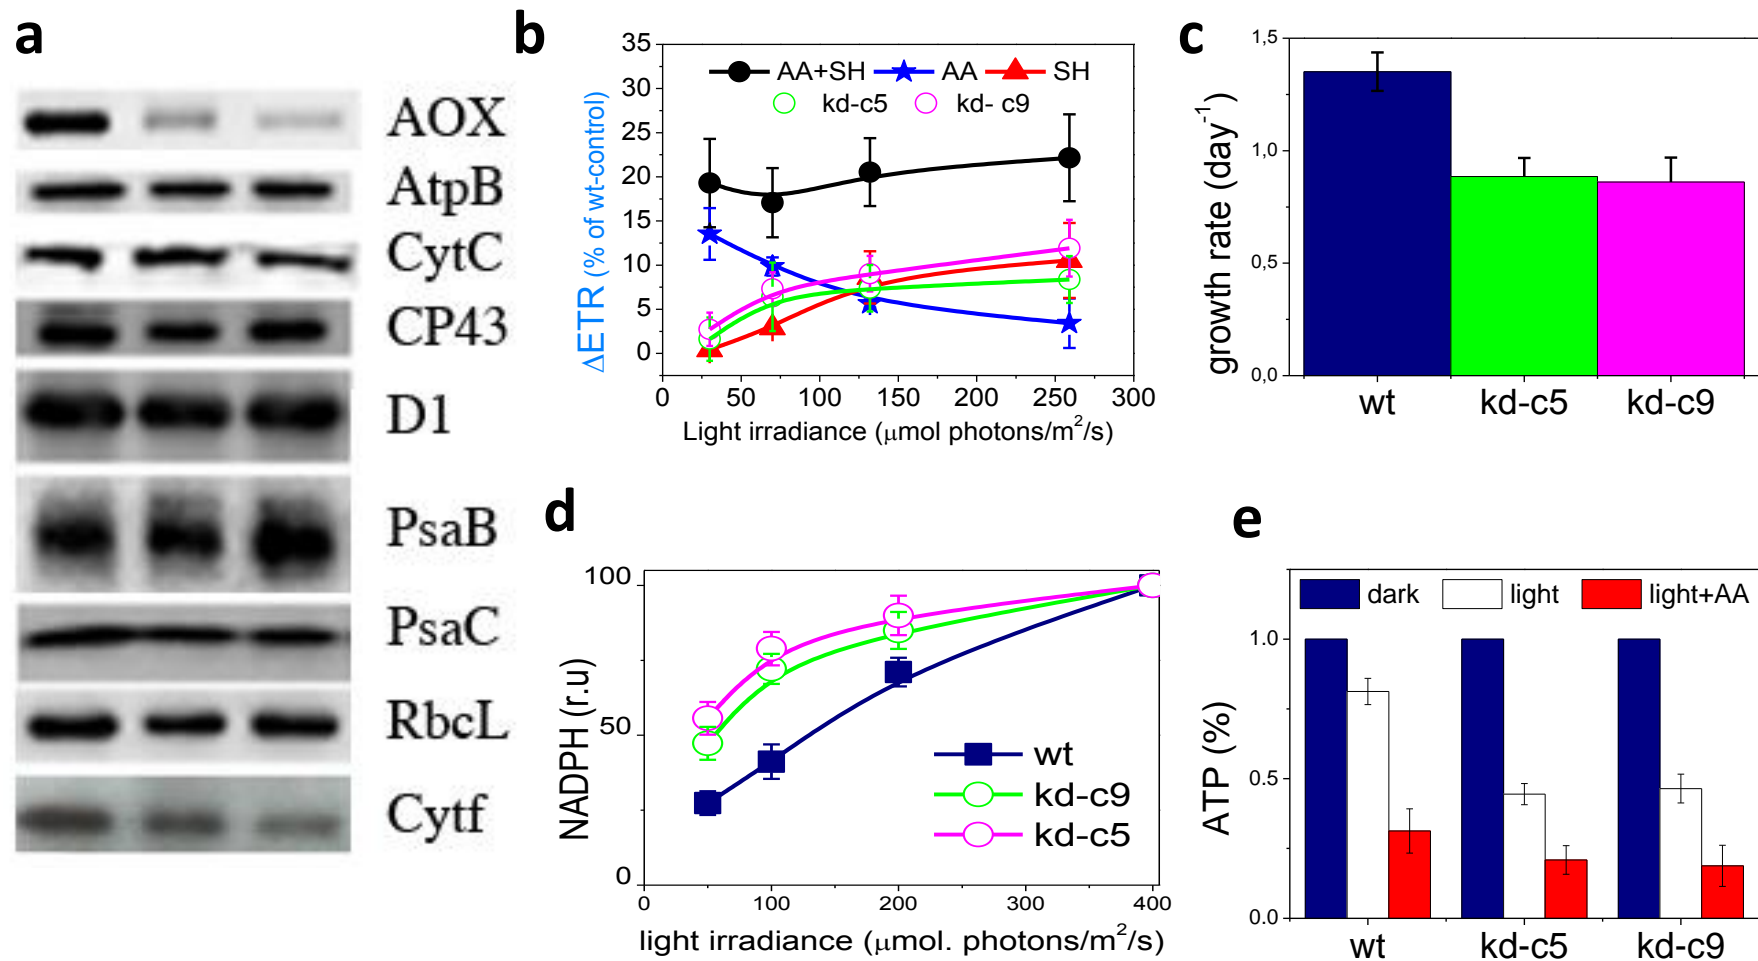 a
AOX
AtpB
CytC
CP43
D1
PsaB
PsaC
RbcL
Cytf
b
35
30
25
20
15
10
5
0
AA+SH AA SH
kd-c5 kd- c9
ΔETR (% of wt-control)
0 50 100 150 200 250 300
Light irradiance (μmol photons/m²/s)
c
1,5
1,0
0,5
0,0
growth rate (day⁻¹)
wt kd-c5 kd-c9
d
100
50
0
NADPH (r.u)
wt
kd-c9
kd-c5
0 100 200 300 400
light irradiance (μmol. photons/m²/s)
e
dark light light+AA
1.0
0.5
0.0
ATP (%)
wt kd-c5 kd-c9